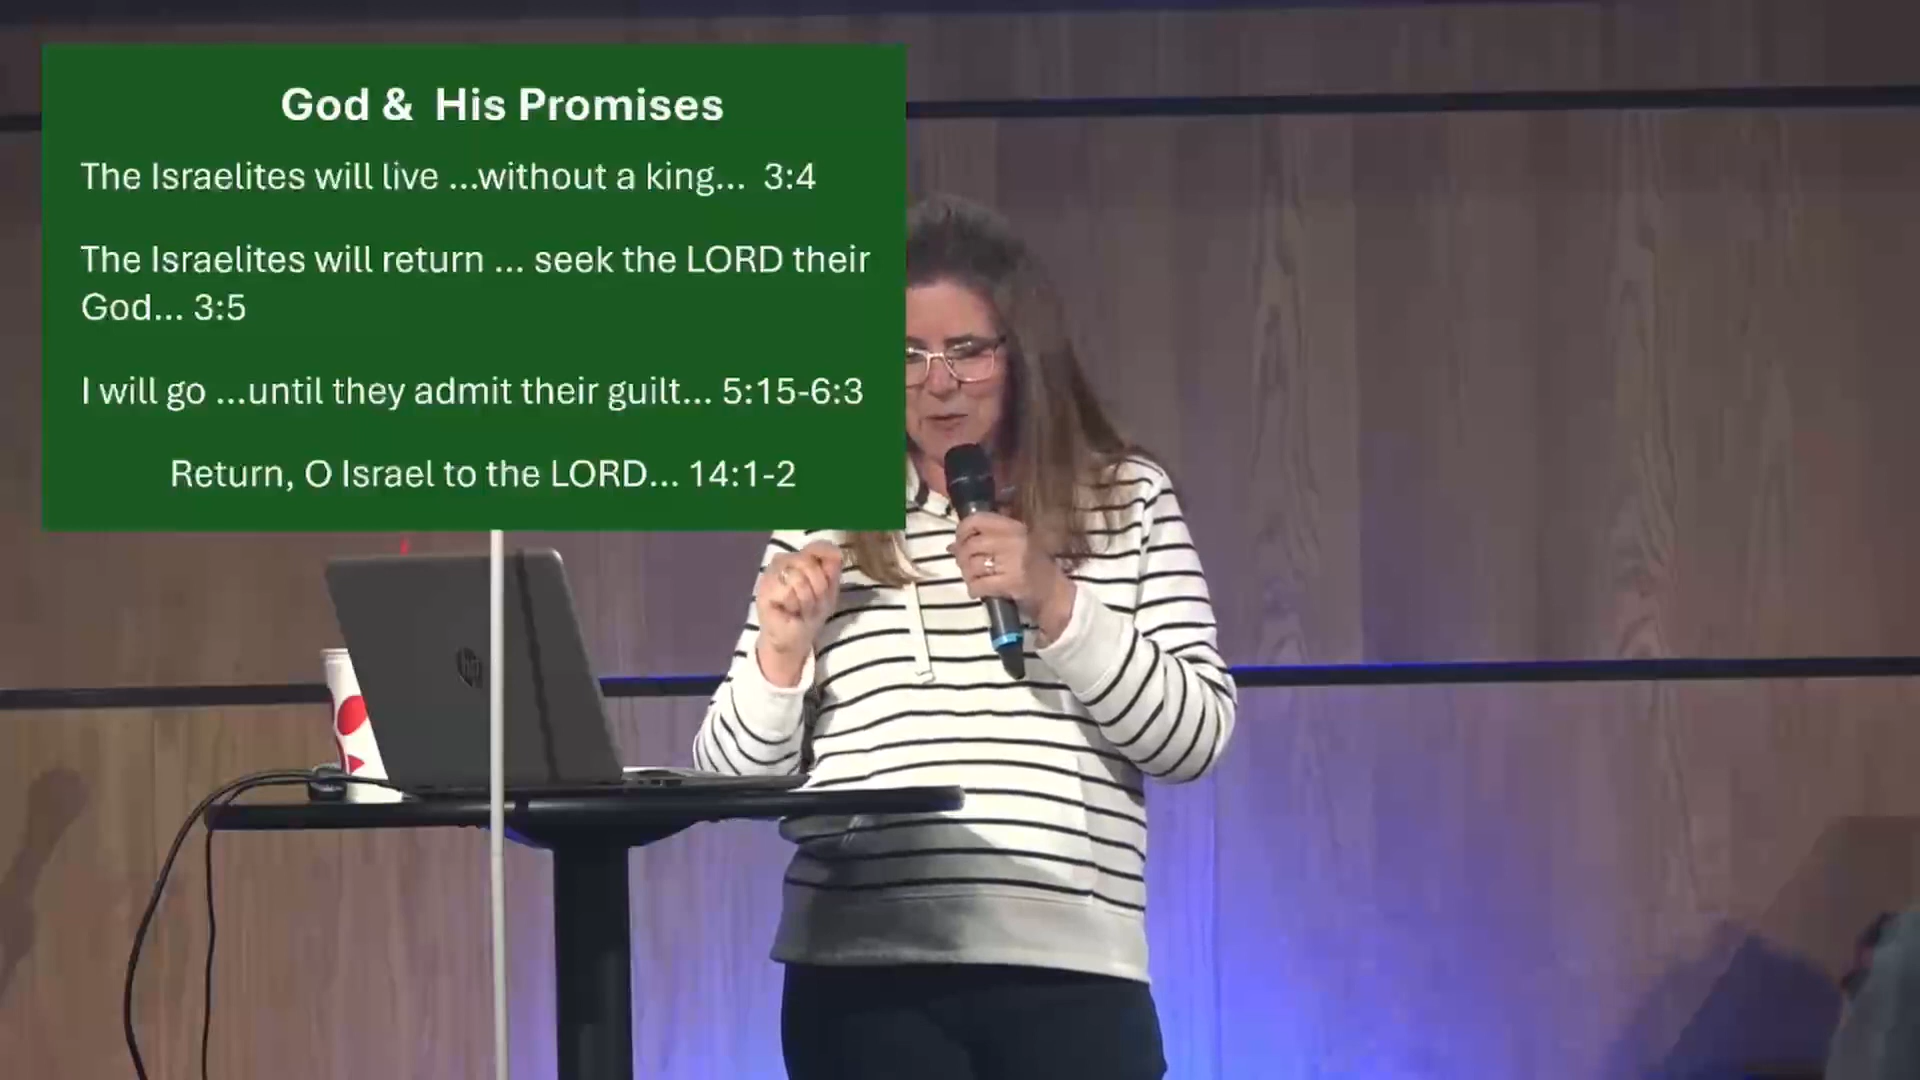 God & His Promises
The Israelites will live ...without a king... 3:4
The Israelites will return ... seek the LORD their
God... 3:5
I will go ...until they admit their guilt... 5:15-6:3
Return, O Israel to the LORD... 14:1-2
hp